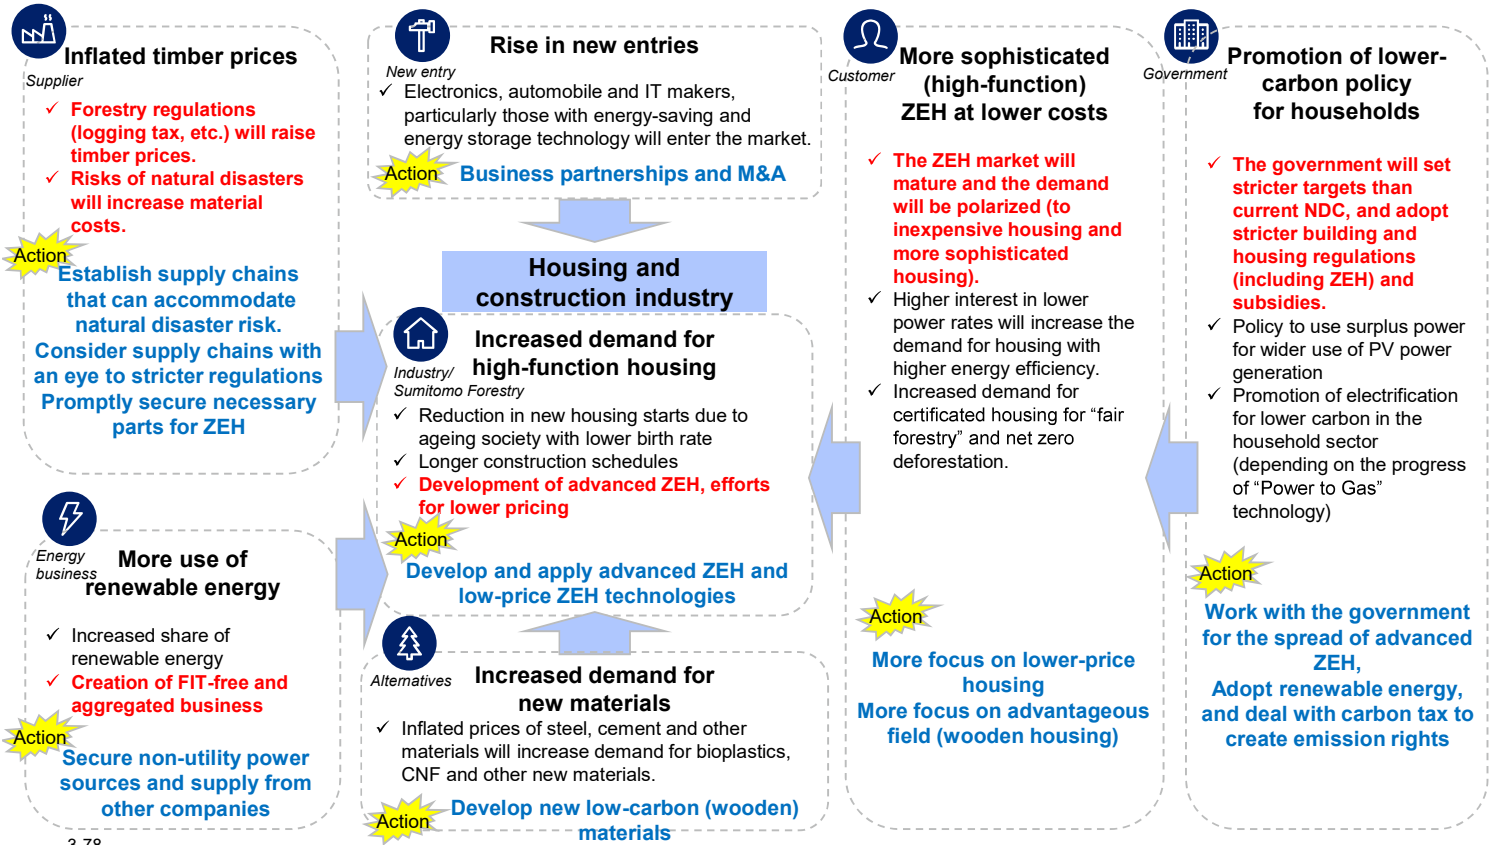 Inflated timber prices
Supplier
✓ Forestry regulations
(logging tax, etc.) will raise
timber prices.
✓ Risks of natural disasters
will increase material
costs.
Action
Establish supply chains
that can accommodate
natural disaster risk.
Consider supply chains with
an eye to stricter regulations
Promptly secure necessary
parts for ZEH
Energy
business
More use of
renewable energy
✓ Increased share of
renewable energy
✓ Creation of FIT-free and
aggregated business
Action
Secure non-utility power
sources and supply from
other companies
Rise in new entries
New entry
✓ Electronics, automobile and IT makers,
particularly those with energy-saving and
energy storage technology will enter the market.
Action
Business partnerships and M&A
Housing and
construction industry
Increased demand for
high-function housing
Industry/
Sumitomo Forestry
✓ Reduction in new housing starts due to
ageing society with lower birth rate
✓ Longer construction schedules
✓ Development of advanced ZEH, efforts
for lower pricing
Action
Develop and apply advanced ZEH and
low-price ZEH technologies
Alternatives
Increased demand for
new materials
✓ Inflated prices of steel, cement and other
materials will increase demand for bioplastics,
CNF and other new materials.
Action
Develop new low-carbon (wooden)
materials
Customer
More sophisticated
(high-function)
ZEH at lower costs
✓ The ZEH market will
mature and the demand
will be polarized (to
inexpensive housing and
more sophisticated
housing).
✓ Higher interest in lower
power rates will increase the
demand for housing with
higher energy efficiency.
✓ Increased demand for
certificated housing for “fair
forestry” and net zero
deforestation.
Action
More focus on lower-price
housing
More focus on advantageous
field (wooden housing)
Government
Promotion of lower-
carbon policy
for households
✓ The government will set
stricter targets than
current NDC, and adopt
stricter building and
housing regulations
(including ZEH) and
subsidies.
✓ Policy to use surplus power
for wider use of PV power
generation
✓ Promotion of electrification
for lower carbon in the
household sector
(depending on the progress
of “Power to Gas”
technology)
Action
Work with the government
for the spread of advanced
ZEH,
Adopt renewable energy,
and deal with carbon tax to
create emission rights
3-78